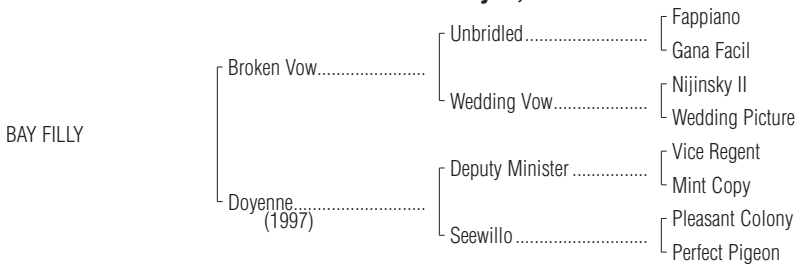 Fappiano
Unbridled..........................
Gana Facil
Broken Vow.......................
Nijinsky II
Wedding Vow....................
Wedding Picture
BAY FILLY
Vice Regent
Deputy Minister ................
Mint Copy
Doyenne............................
(1997)
Pleasant Colony
Seewillo ............................
Perfect Pigeon